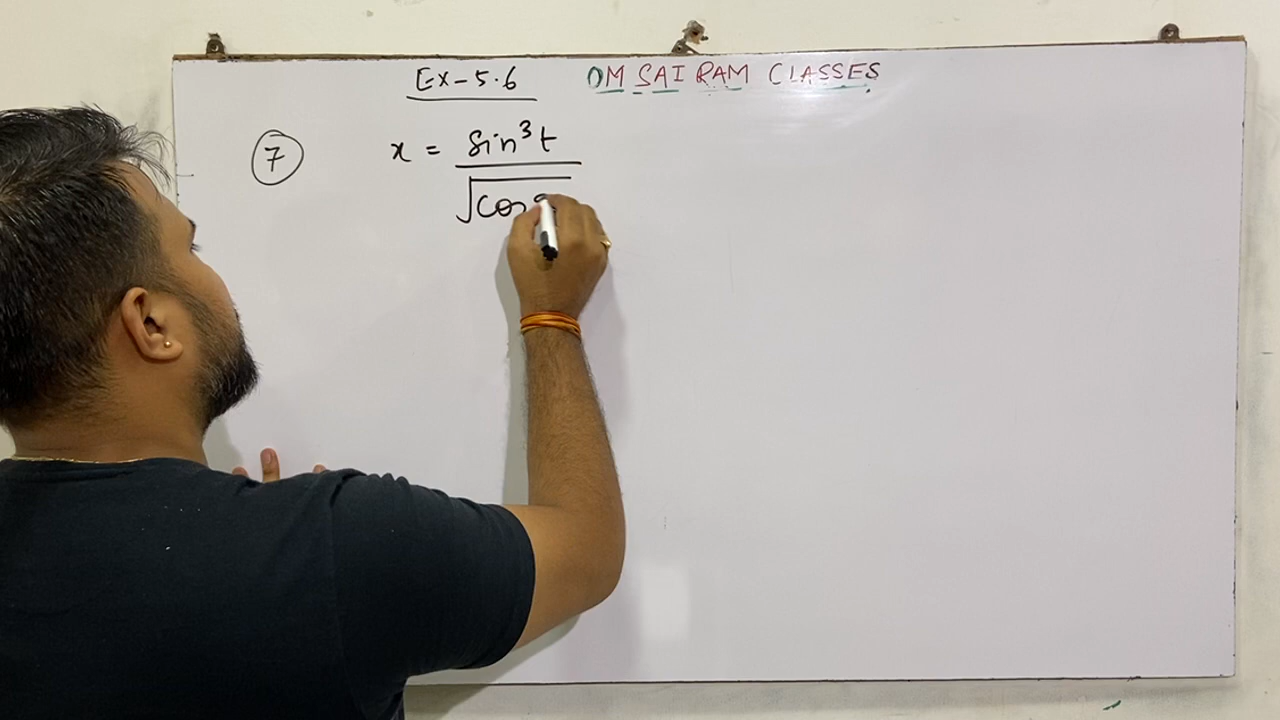 Ex-5.6 OM SAI RAM CLASSES
7 x = sin³t
√cos